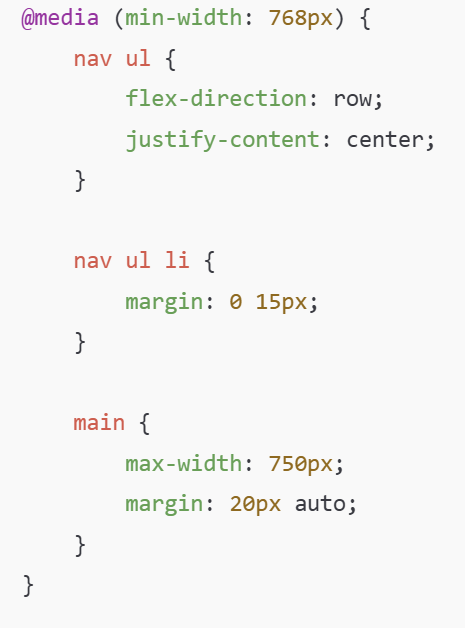 @media (min-width: 768px) {
    nav ul {
        flex-direction: row;
        justify-content: center;
    }

    nav ul li {
        margin: 0 15px;
    }

    main {
        max-width: 750px;
        margin: 20px auto;
    }
}